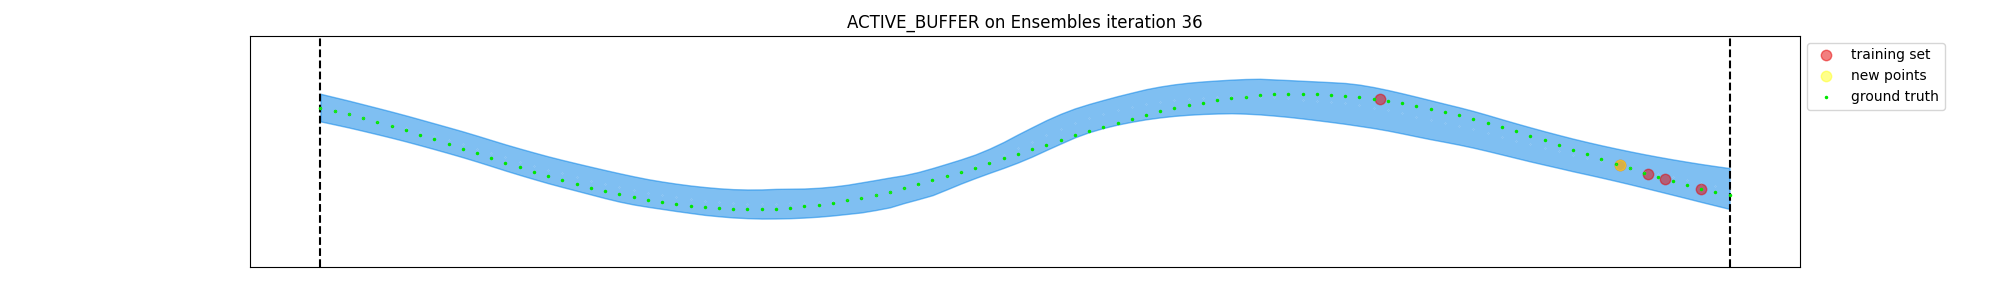 ACTIVE_BUFFER on Ensembles iteration 36
training set
new points
ground truth